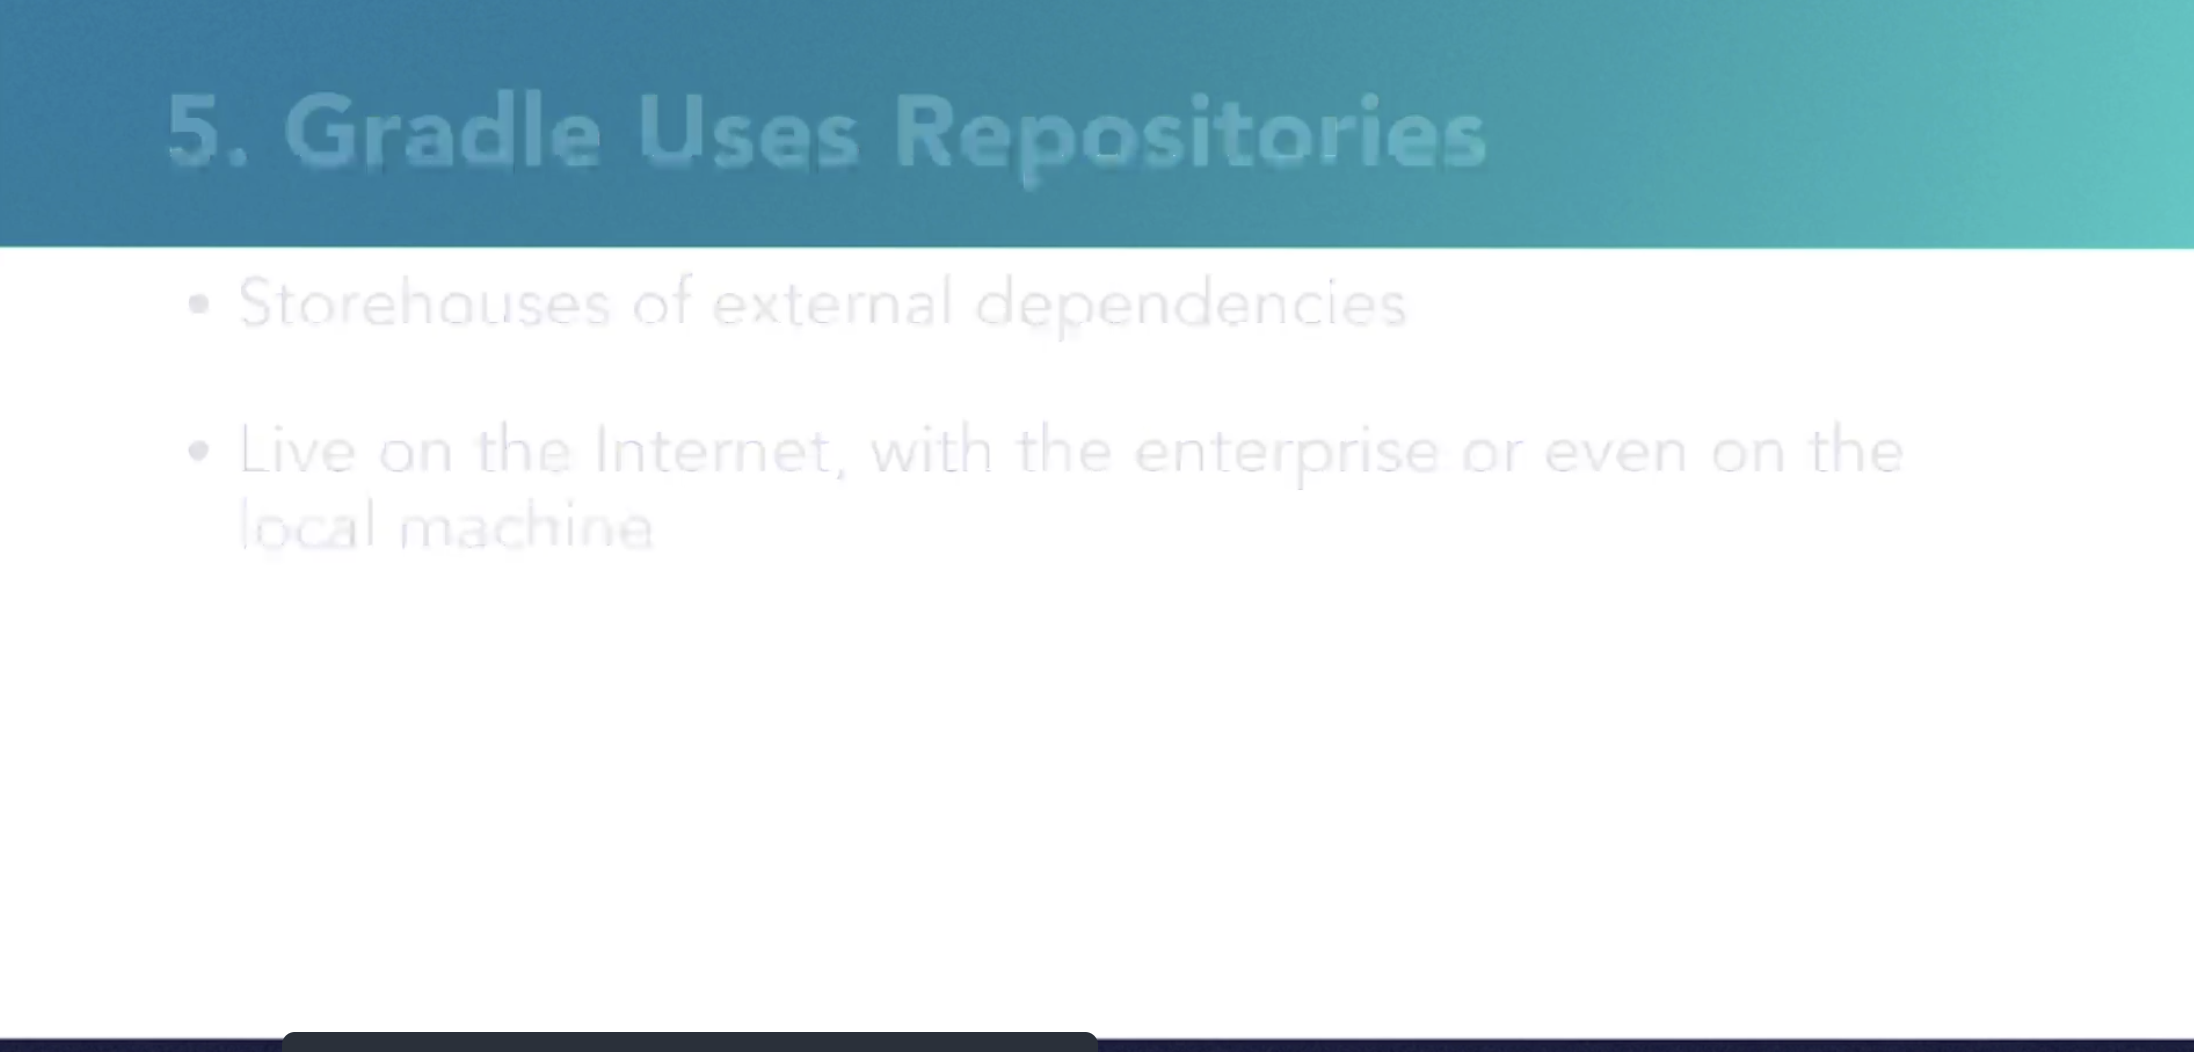 5. Gradle Uses Repositories
• Storehouses of external dependencies
• Live on the Internet, with the enterprise or even on the
local machine